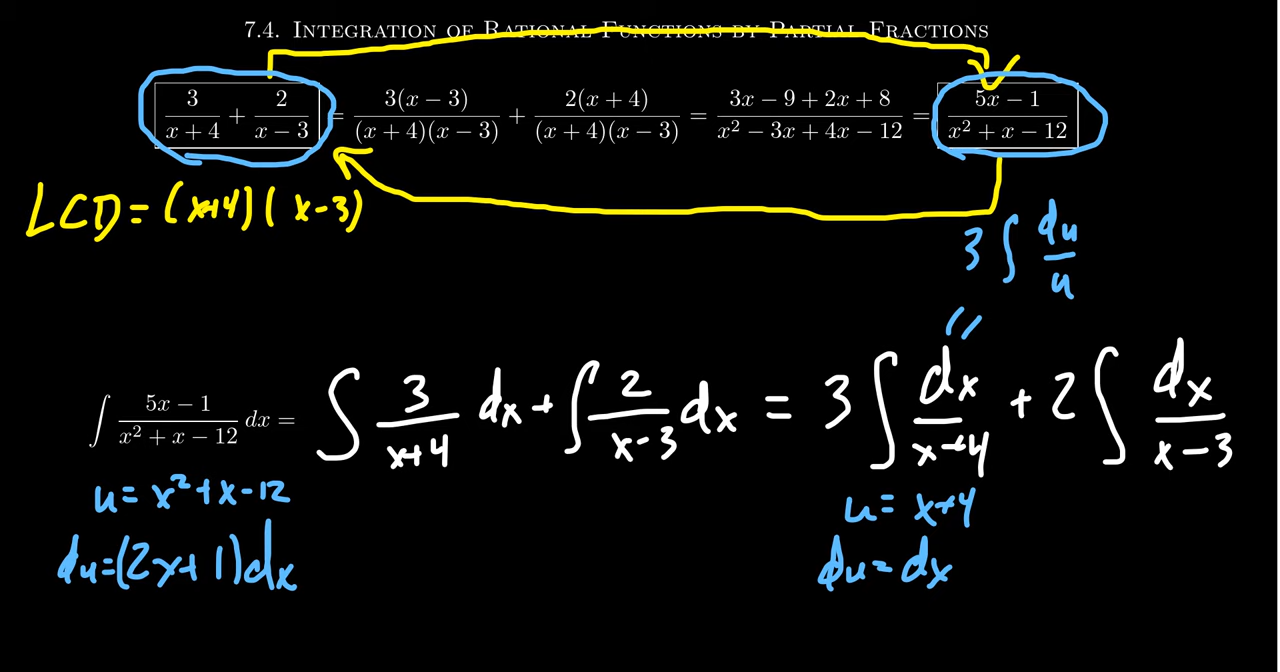 7.4. Integration of Rational Functions by Partial Fractions
3/(x + 4) + 2/(x − 3) = 3(x − 3)/((x + 4)(x − 3)) + 2(x + 4)/((x + 4)(x − 3)) = (3x − 9 + 2x + 8)/(x² − 3x + 4x − 12) = (5x − 1)/(x² + x − 12)
LCD = (x+4)(x-3)
3 ∫ du/u
"
∫ (5x − 1)/(x² + x − 12) dx = ∫ 3/(x+4) dx + ∫ 2/(x-3) dx = 3 ∫ dx/(x+4) + 2 ∫ dx/(x-3)
u = x² + x - 12
u = x+4
du = (2x+1)dx
du = dx